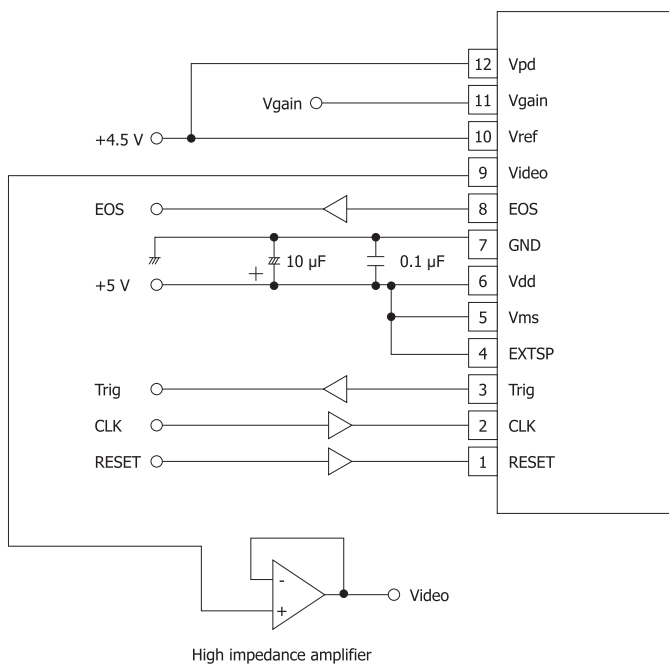 12 Vpd
Vgain 11 Vgain
+4.5 V 10 Vref
9 Video
EOS 8 EOS
7 GND
+ 10 µF 0.1 µF
+5 V 6 Vdd
5 Vms
4 EXTSP
Trig 3 Trig
CLK 2 CLK
RESET 1 RESET
-
+
Video
High impedance amplifier